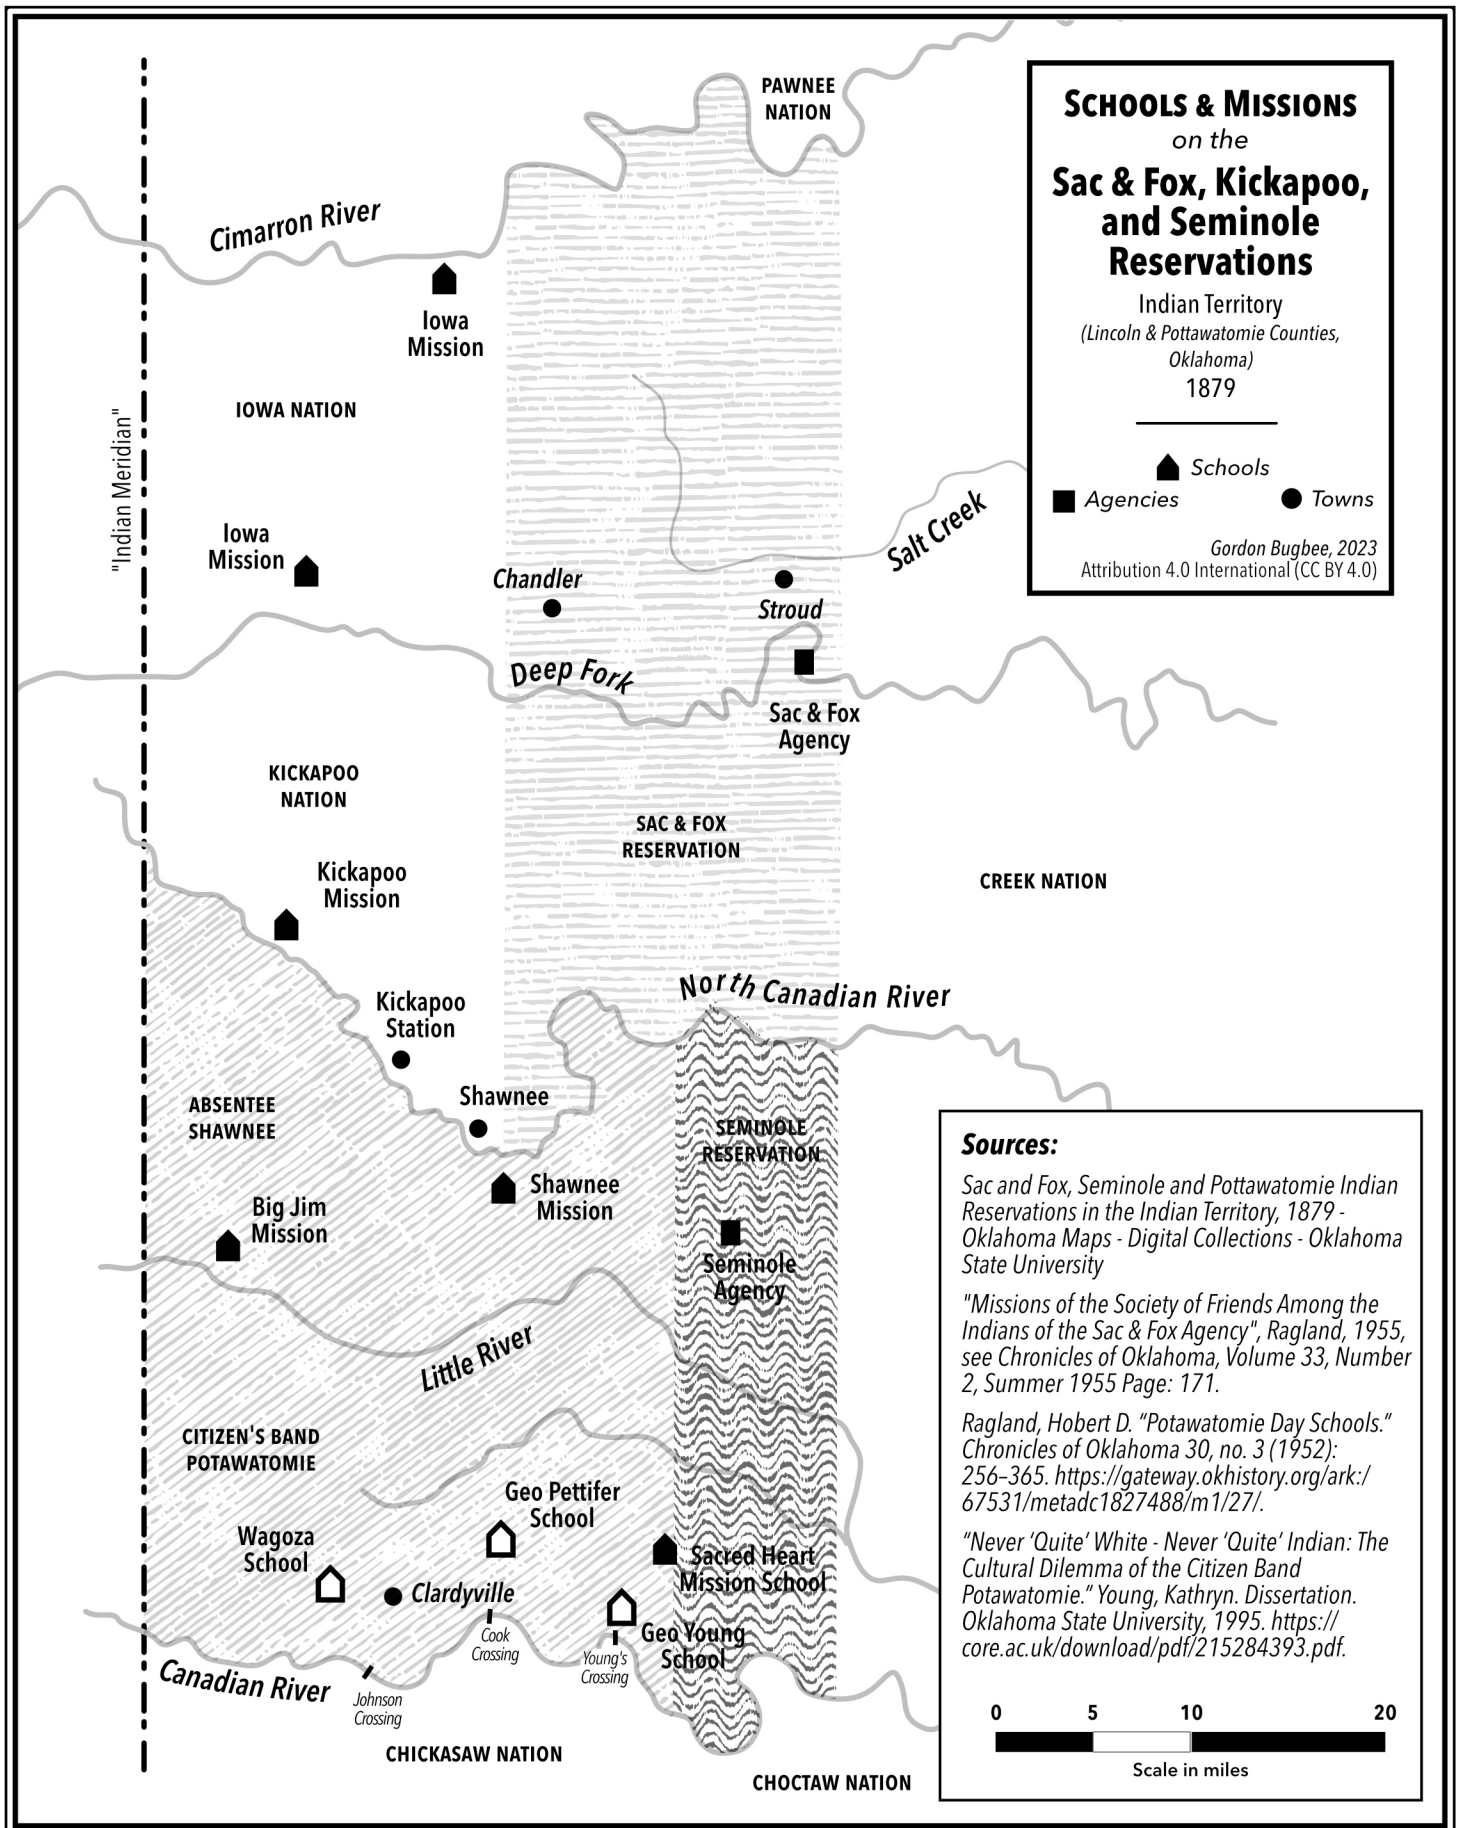 PAWNEE
NATION
SCHOOLS & MISSIONS
on the
Sac & Fox, Kickapoo,
and Seminole
Reservations
Indian Territory
(Lincoln & Pottawatomie Counties,
Oklahoma)
1879
Schools
Agencies
Towns
Gordon Bugbee, 2023
Attribution 4.0 International (CC BY 4.0)
Cimarron River
Iowa
Mission
IOWA NATION
"Indian Meridian"
Salt Creek
Iowa
Mission
Chandler
Stroud
Deep Fork
Sac & Fox
Agency
KICKAPOO
NATION
SAC & FOX
RESERVATION
CREEK NATION
Kickapoo
Mission
North Canadian River
Kickapoo
Station
Shawnee
ABSENTEE
SHAWNEE
SEMINOLE
RESERVATION
Shawnee
Mission
Big Jim
Mission
Seminole
Agency
Little River
CITIZEN'S BAND
POTAWATOMIE
Geo Pettifer
School
Wagoza
School
Sacred Heart
Mission School
Clardyville
Cook
Crossing
Geo Young
School
Young's
Crossing
Canadian River
Johnson
Crossing
CHICKASAW NATION
CHOCTAW NATION
Sources:
Sac and Fox, Seminole and Pottawatomie Indian
Reservations in the Indian Territory, 1879 -
Oklahoma Maps - Digital Collections - Oklahoma
State University
"Missions of the Society of Friends Among the
Indians of the Sac & Fox Agency", Ragland, 1955,
see Chronicles of Oklahoma, Volume 33, Number
2, Summer 1955 Page: 171.
Ragland, Hobert D. “Potawatomie Day Schools.”
Chronicles of Oklahoma 30, no. 3 (1952):
256–365. https://gateway.okhistory.org/ark:/
67531/metadc1827488/m1/27/.
“Never ‘Quite’ White - Never ‘Quite’ Indian: The
Cultural Dilemma of the Citizen Band
Potawatomie.” Young, Kathryn. Dissertation.
Oklahoma State University, 1995. https://
core.ac.uk/download/pdf/215284393.pdf.
0 5 10 20
Scale in miles